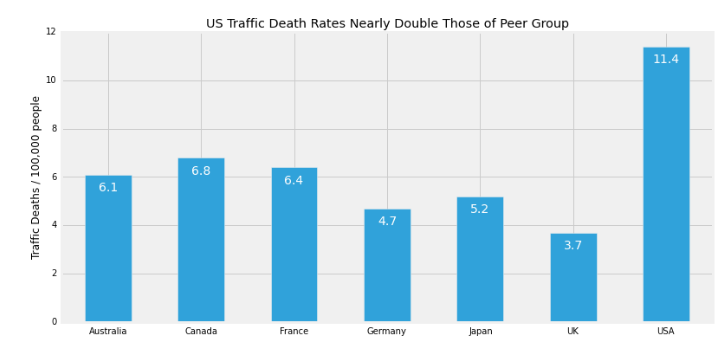 US Traffic Death Rates Nearly Double Those of Peer Group
Traffic Deaths / 100,000 people
12
10
8
6
4
2
0
6.1
6.8
6.4
4.7
5.2
3.7
11.4
Australia
Canada
France
Germany
Japan
UK
USA